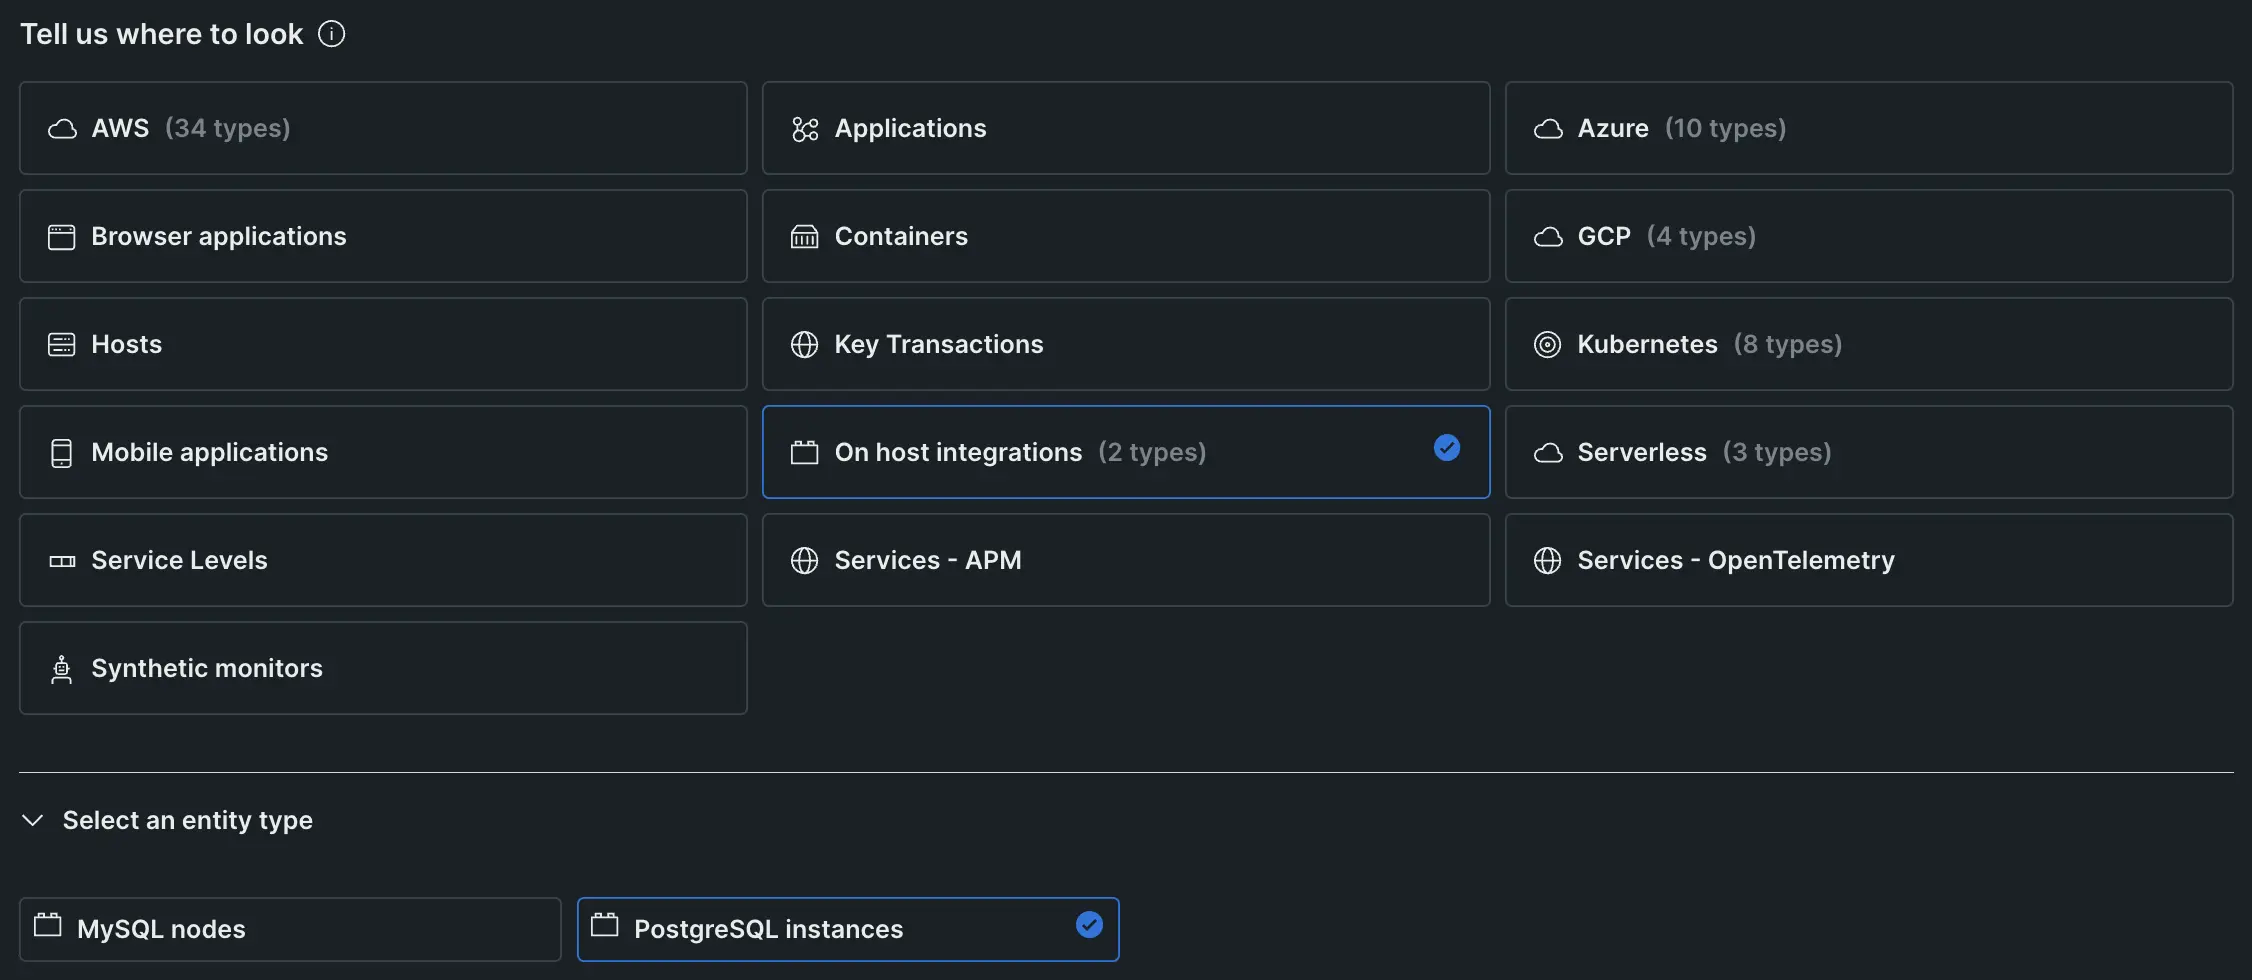 Tell us where to look
AWS (34 types)
Applications
Azure (10 types)
Browser applications
Containers
GCP (4 types)
Hosts
Key Transactions
Kubernetes (8 types)
Mobile applications
On host integrations (2 types)
Serverless (3 types)
Service Levels
Services - APM
Services - OpenTelemetry
Synthetic monitors
Select an entity type
MySQL nodes
PostgreSQL instances